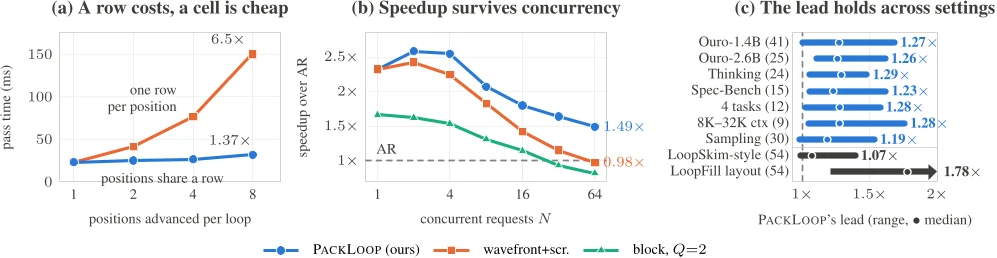 (a) A row costs, a cell is cheap
150
100
50
0
pass time (ms)
6.5×
one row
per position
1.37×
positions share a row
1
2
4
8
positions advanced per loop
(b) Speedup survives concurrency
2.5×
2×
1.5×
1×
speedup over AR
AR
1.49×
0.98×
1
4
16
64
concurrent requests N
(c) The lead holds across settings
Ouro-1.4B (41) 1.27×
Ouro-2.6B (25) 1.26×
Thinking (24) 1.29×
Spec-Bench (15) 1.23×
4 tasks (12) 1.28×
8K–32K ctx (9) 1.28×
Sampling (30) 1.19×
LoopSkim-style (54) 1.07×
LoopFill layout (54) 1.78×
1×
1.5×
2×
PACKLOOP's lead (range, ● median)
PACKLOOP (ours)
wavefront+scr.
block, Q=2